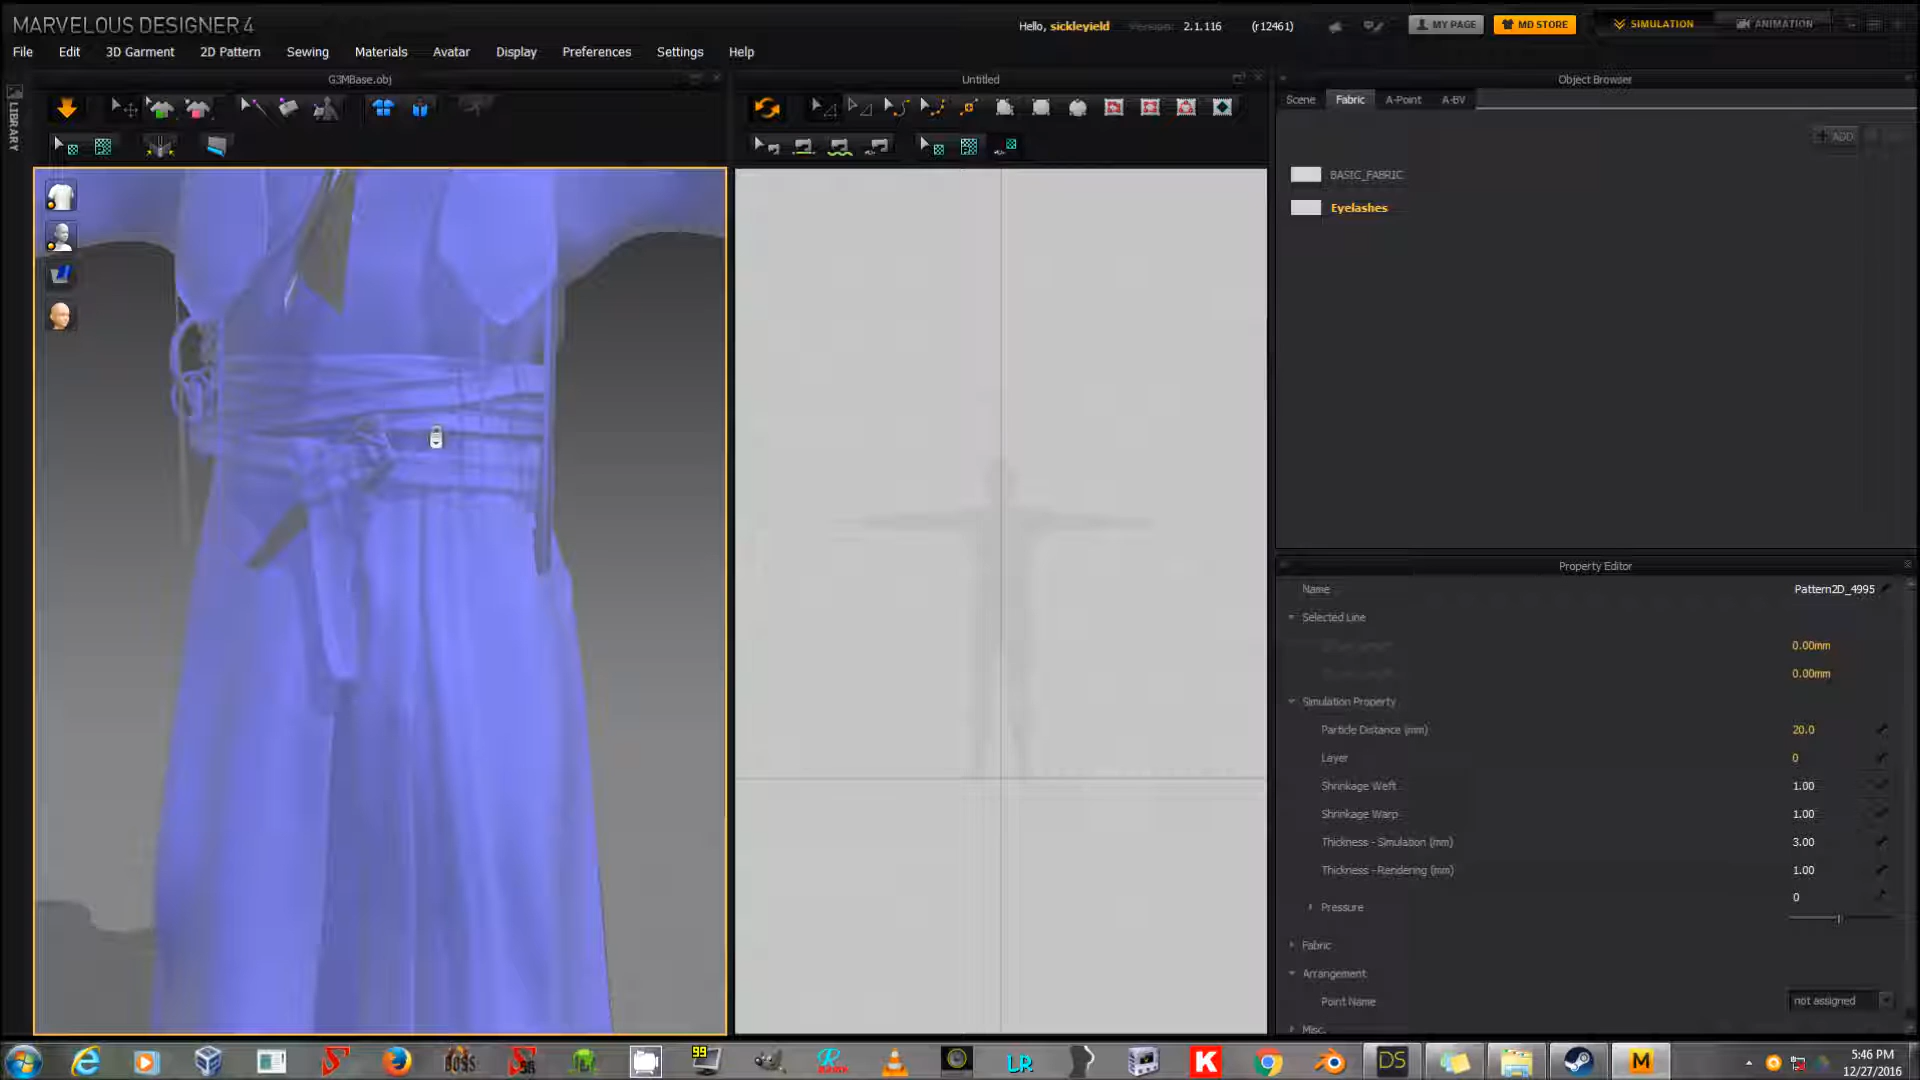 MARVELOUS DESIGNER 4
Hello, sickleyield Version: 2.1.116 (r12461)
MY PAGE
MD STORE
SIMULATION
ANIMATION
File Edit 3D Garment 2D Pattern Sewing Materials Avatar Display Preferences Settings Help
LIBRARY
G3MBase.obj
Untitled
Object Browser
Scene Fabric A-Point A-BV
ADD
BASIC_FABRIC
Eyelashes
Property Editor
Name Pattern2D_4995
Selected Line
0.00mm
0.00mm
Simulation Property
Particle Distance (mm) 20.0
Layer 0
Shrinkage Weft 1.00
Shrinkage Warp 1.00
Thickness - Simulation (mm) 3.00
Thickness - Rendering (mm) 1.00
Pressure 0
Fabric
Arrangement
Point Name not assigned
Misc.
99
LR
K
DS
M
5:46 PM
12/27/2016